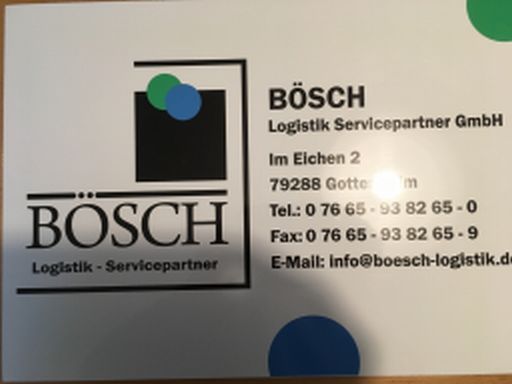 BÖSCH
Logistik Servicepartner GmbH
Im Eichen 2
79288
Tel.: 0 76 65 - 93 82 65 - 0
Fax: 0 76 65 - 93 82 65 - 9
E-Mail: info@boesch-logistik.de
BÖSCH
Logistik - Servicepartner